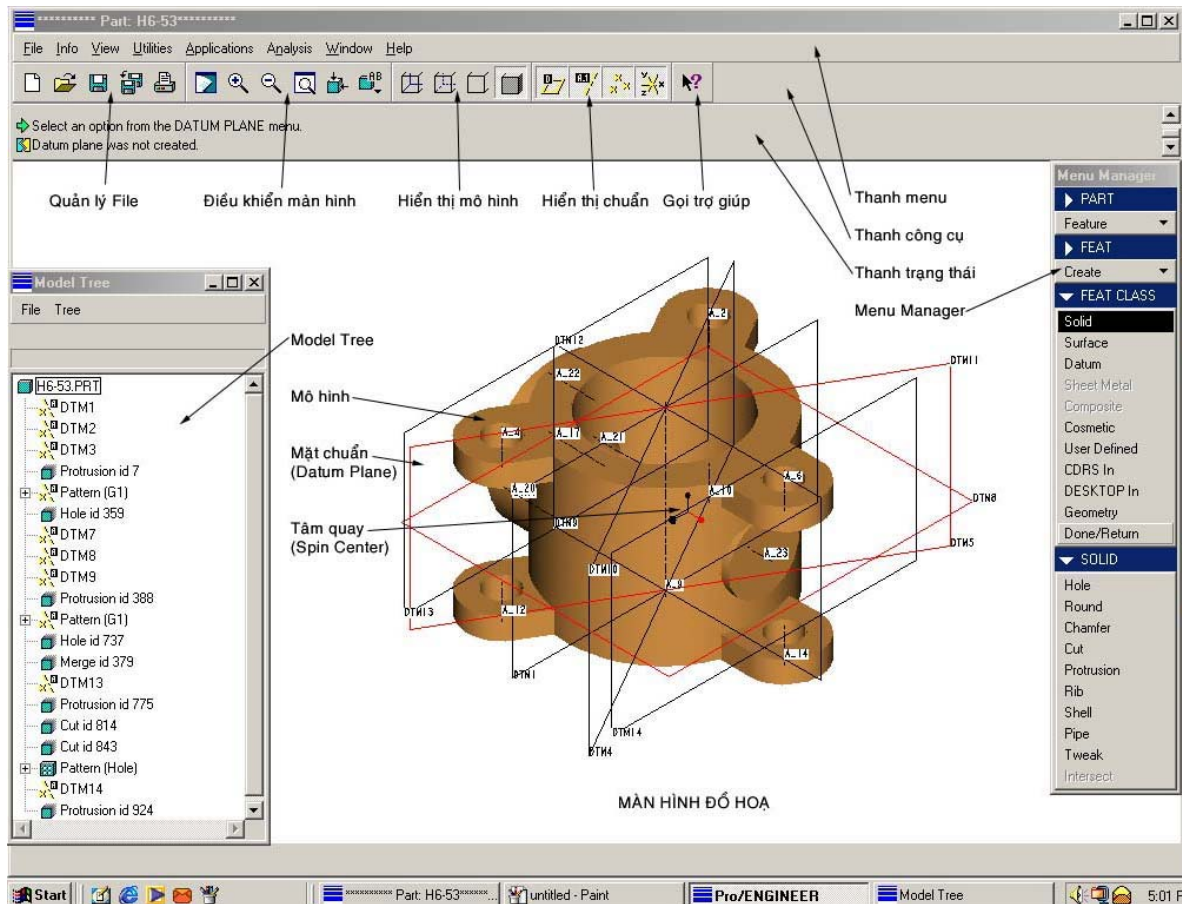 ********** Part: H6-53**********
File Info View Utilities Applications Analysis Window Help
Select an option from the DATUM PLANE menu.
Datum plane was not created.
Quản lý File
Điều khiển màn hình
Hiển thị mô hình
Hiển thị chuẩn
Gọi trợ giúp
Thanh menu
Thanh công cụ
Thanh trạng thái
Menu Manager
Model Tree
Mô hình
Mặt chuẩn
(Datum Plane)
Tâm quay
(Spin Center)
Model Tree
File Tree
H6-53.PRT
DTM1
DTM2
DTM3
Protrusion id 7
Pattern (G1)
Hole id 359
DTM7
DTM8
DTM9
Protrusion id 388
Pattern (G1)
Hole id 737
Merge id 379
DTM13
Protrusion id 775
Cut id 814
Cut id 843
Pattern (Hole)
DTM14
Protrusion id 924
A_2
DTM12
DTM11
A_22
A_4
A_17
A_21
A_6
A_20
A_10
DTM8
DTM9
DTM5
A_23
DTM10
A_9
DTM13
A_12
A_14
DTM1
DTM14
DTM4
MÀN HÌNH ĐỒ HOẠ
Menu Manager
PART
Feature
FEAT
Create
FEAT CLASS
Solid
Surface
Datum
Sheet Metal
Composite
Cosmetic
User Defined
CDRS In
DESKTOP In
Geometry
Done/Return
SOLID
Hole
Round
Chamfer
Cut
Protrusion
Rib
Shell
Pipe
Tweak
Intersect
Start
********** Part: H6-53******...
untitled - Paint
Pro/ENGINEER
Model Tree
5:01 P